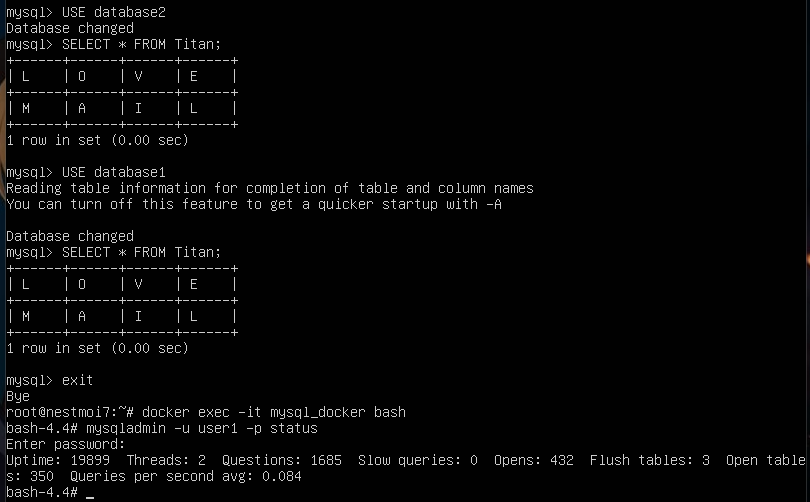 mysql> USE database2
Database changed
mysql> SELECT * FROM Titan;
+------+------+------+------+
| L    | O    | V    | E    |
+------+------+------+------+
| M    | A    | I    | L    |
+------+------+------+------+
1 row in set (0.00 sec)
mysql> USE database1
Reading table information for completion of table and column names
You can turn off this feature to get a quicker startup with -A
Database changed
mysql> SELECT * FROM Titan;
+------+------+------+------+
| L    | O    | V    | E    |
+------+------+------+------+
| M    | A    | I    | L    |
+------+------+------+------+
1 row in set (0.00 sec)
mysql> exit
Bye
root@nestmoi7:~# docker exec -it mysql_docker bash
bash-4.4# mysqladmin -u user1 -p status
Enter password:
Uptime: 19899  Threads: 2  Questions: 1685  Slow queries: 0  Opens: 432  Flush tables: 3  Open table
s: 350  Queries per second avg: 0.084
bash-4.4# _